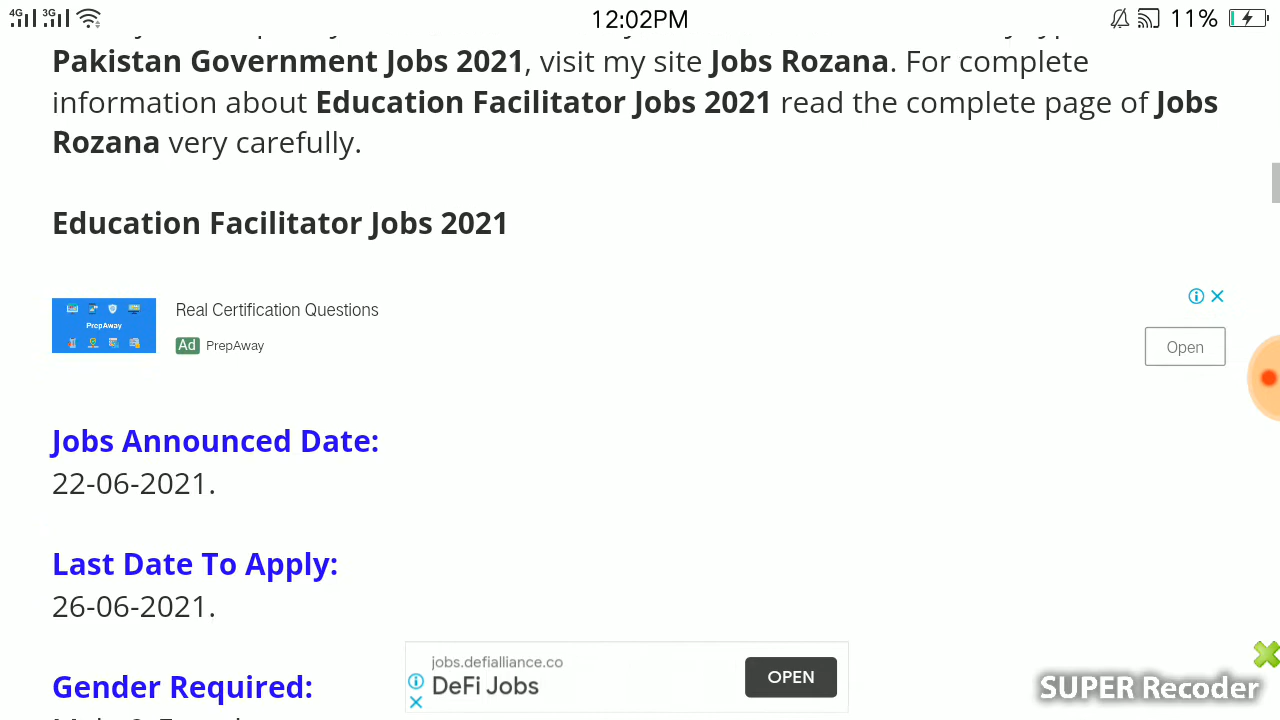 4G 3G 12:02PM 11%
Pakistan Government Jobs 2021, visit my site Jobs Rozana. For complete
information about Education Facilitator Jobs 2021 read the complete page of Jobs
Rozana very carefully.
Education Facilitator Jobs 2021
PrepAway
Real Certification Questions
Ad PrepAway
Open
Jobs Announced Date:
22-06-2021.
Last Date To Apply:
26-06-2021.
jobs.defialliance.co
DeFi Jobs
OPEN
Gender Required:
SUPER Recoder